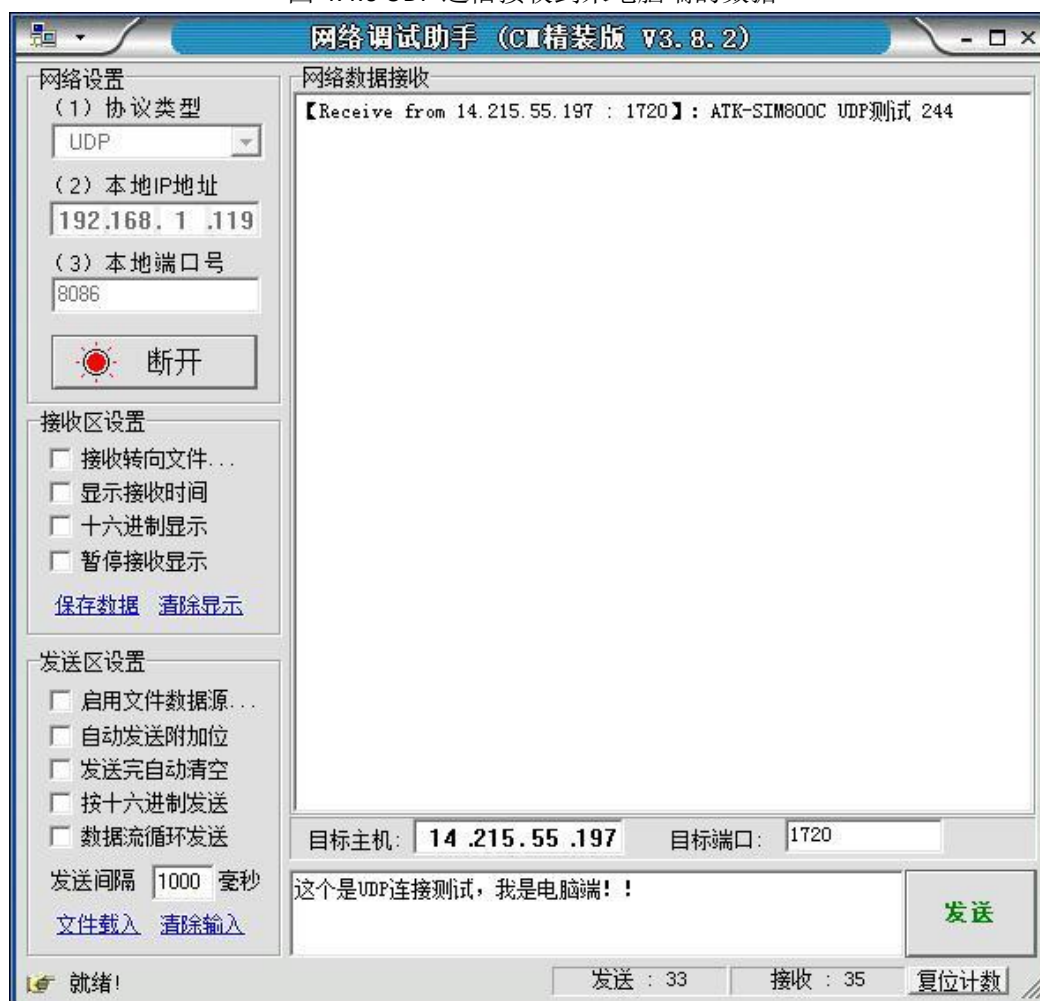 网络调试助手 (CⅢ精装版 V3.8.2)
网络设置
(1) 协议类型
UDP
(2) 本地IP地址
192.168. 1 .119
(3) 本地端口号
8086
断开
接收区设置
接收转向文件...
显示接收时间
十六进制显示
暂停接收显示
保存数据 清除显示
发送区设置
启用文件数据源...
自动发送附加位
发送完自动清空
按十六进制发送
数据流循环发送
发送间隔 1000 毫秒
文件载入 清除输入
网络数据接收
【Receive from 14.215.55.197 : 1720】: ATK-SIM800C UDP测试 244
目标主机: 14 .215.55 .197 目标端口: 1720
这个是UDP连接测试，我是电脑端！！
发送
就绪! 发送 : 33 接收 : 35 复位计数